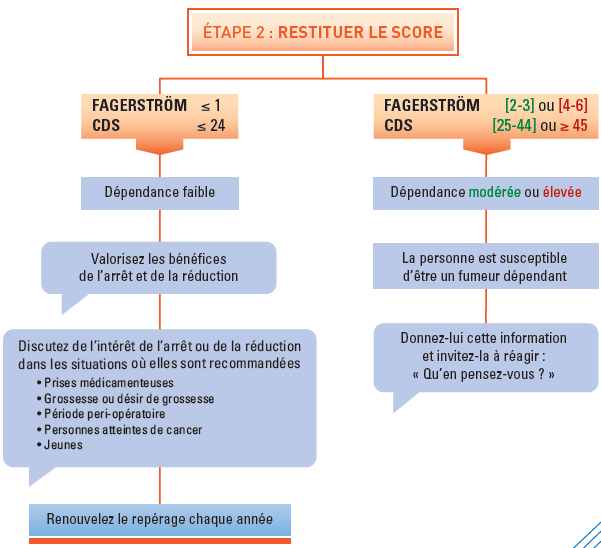 ÉTAPE 2 : RESTITUER LE SCORE
FAGERSTRÖM ≤ 1
CDS ≤ 24
Dépendance faible
Valorisez les bénéfices
de l’arrêt et de la réduction
Discutez de l’intérêt de l’arrêt ou de la réduction
dans les situations où elles sont recommandées
• Prises médicamenteuses
• Grossesse ou désir de grossesse
• Période peri-opératoire
• Personnes atteintes de cancer
• Jeunes
Renouvelez le repérage chaque année
FAGERSTRÖM [2-3] ou [4-6]
CDS [25-44] ou ≥ 45
Dépendance modérée ou élevée
La personne est susceptible
d’être un fumeur dépendant
Donnez-lui cette information
et invitez-la à réagir :
« Qu’en pensez-vous ? »